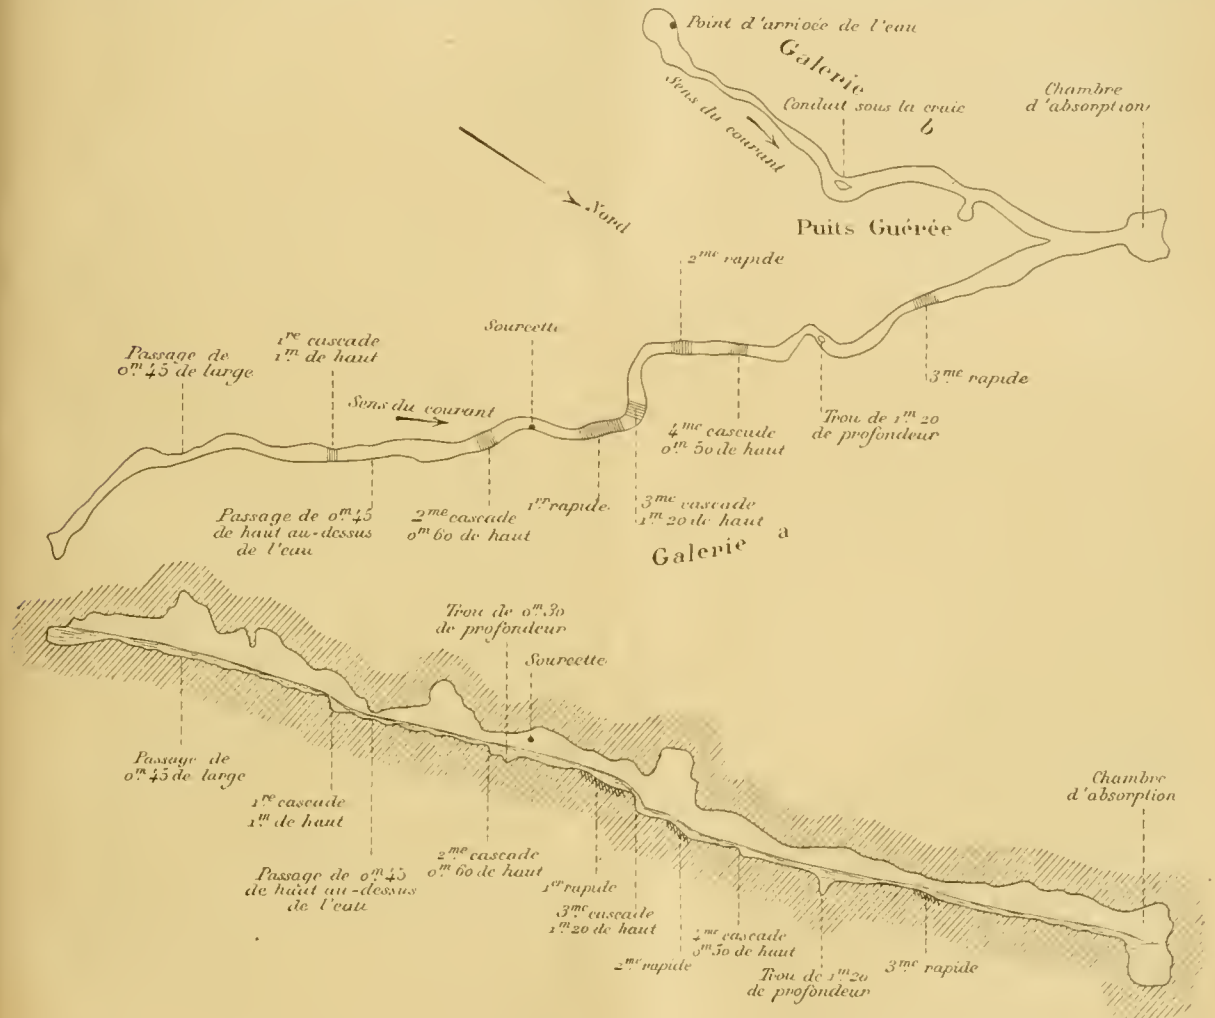 Point d'arrivée de l'eau
Galerie
b
Sens du courant
Conduit sous la craie
Chambre
d'absorption
Nord
Puits Guérée
2me rapide
Sourcette
1re cascade
1m de haut
Passage de
0m 45 de large
Sens du courant
3me rapide
Trou de 1m 20
de profondeur
4me cascade
0m 50 de haut
Passage de 0m 45
de haut au-dessus
de l'eau
2me cascade
0m 60 de haut
1er rapide
3me cascade
1m 20 de haut
Galerie a
Trou de 0m 30
de profondeur
Sourcette
Passage de
0m 45 de large
1re cascade
1m de haut
Passage de 0m 45
de haut au-dessus
de l'eau
2me cascade
0m 60 de haut
1er rapide
3me cascade
1m 20 de haut
2me rapide
4me cascade
0m 50 de haut
Trou de 1m 20
de profondeur
3me rapide
Chambre
d'absorption